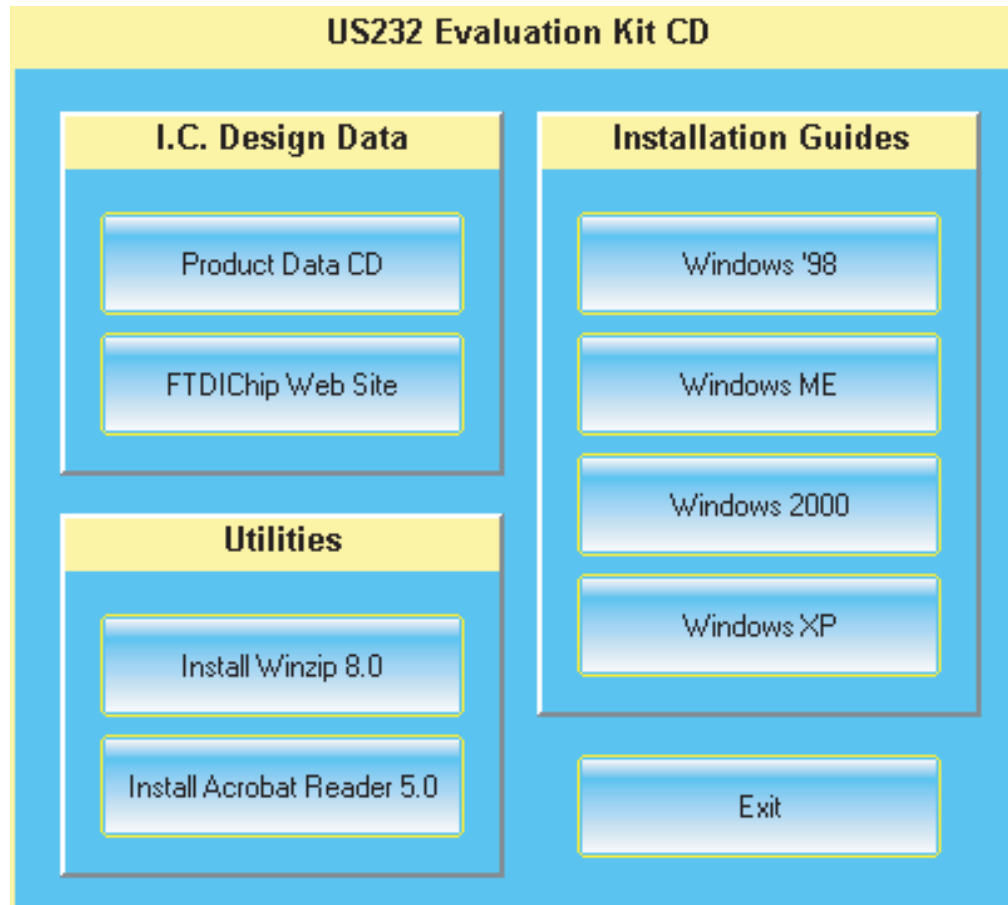 US232 Evaluation Kit CD
I.C. Design Data
Product Data CD
FTDIChip Web Site
Utilities
Install Winzip 8.0
Install Acrobat Reader 5.0
Installation Guides
Windows '98
Windows ME
Windows 2000
Windows XP
Exit